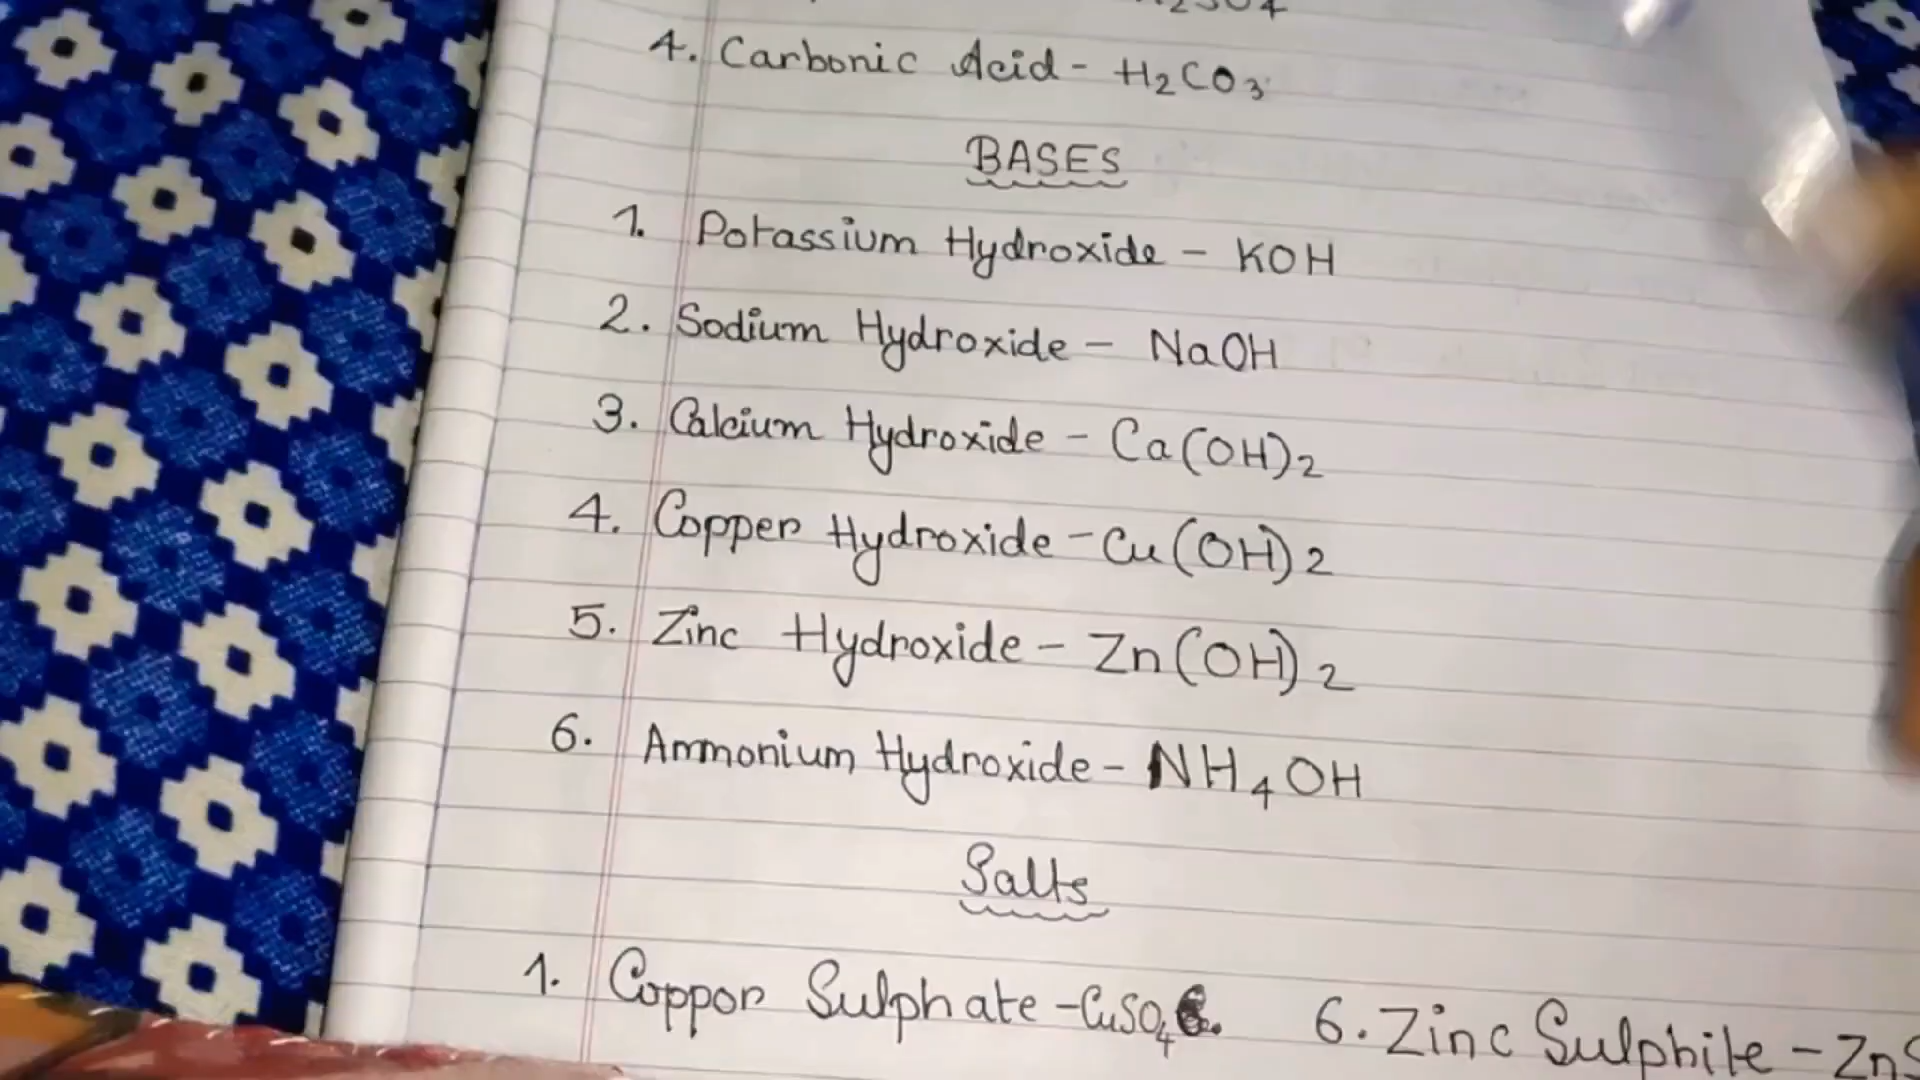 H2SO4
4. Carbonic Acid - H2CO3
BASES
1. Potassium Hydroxide - KOH
2. Sodium Hydroxide - NaOH
3. Calcium Hydroxide - Ca(OH)2
4. Copper Hydroxide - Cu(OH)2
5. Zinc Hydroxide - Zn(OH)2
6. Ammonium Hydroxide - NH4OH
Salts
1. Coppor Sulphate - CuSO4. 6. Zinc Sulphite - ZnS